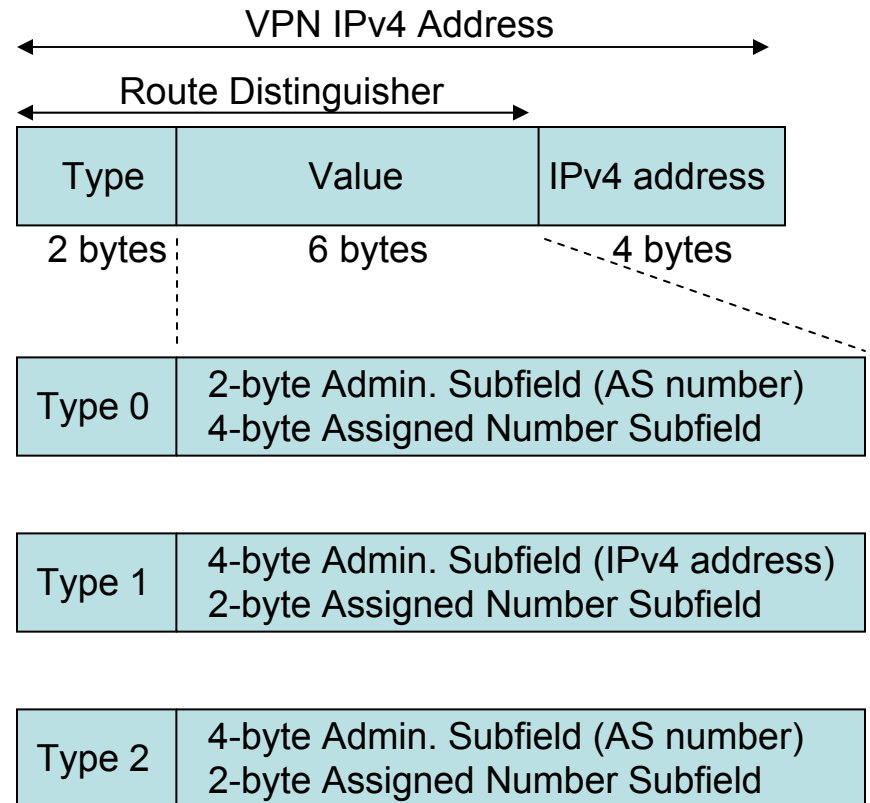 VPN IPv4 Address
Route Distinguisher
Type Value IPv4 address
2 bytes 6 bytes 4 bytes
Type 0
2-byte Admin. Subfield (AS number)
4-byte Assigned Number Subfield
Type 1
4-byte Admin. Subfield (IPv4 address)
2-byte Assigned Number Subfield
Type 2
4-byte Admin. Subfield (AS number)
2-byte Assigned Number Subfield